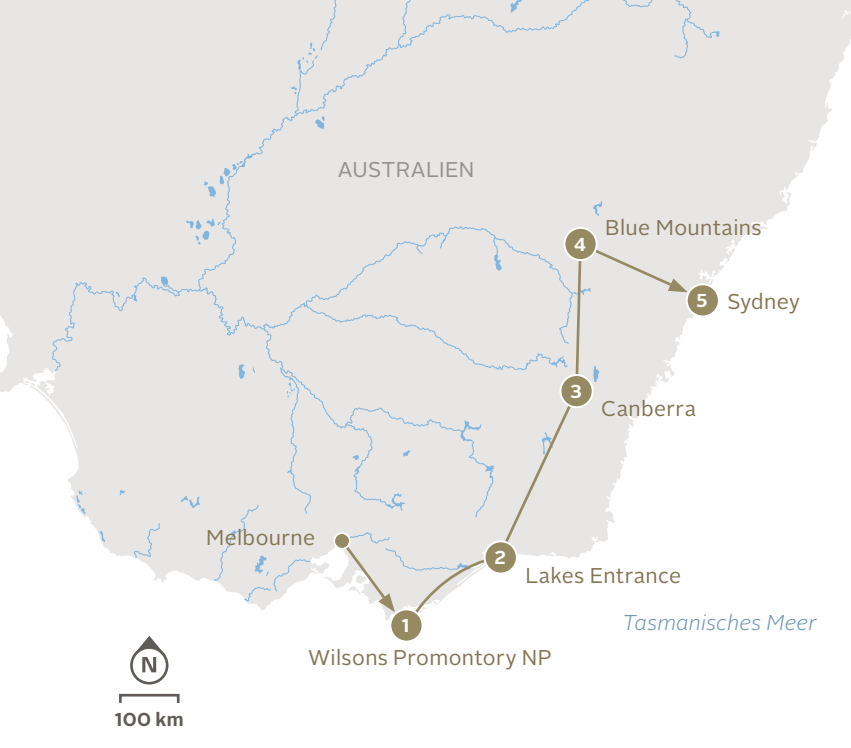 AUSTRALIEN
4
Blue Mountains
5
Sydney
3
Canberra
Melbourne
2
Lakes Entrance
1
Tasmanisches Meer
Wilsons Promontory NP
N
100 km